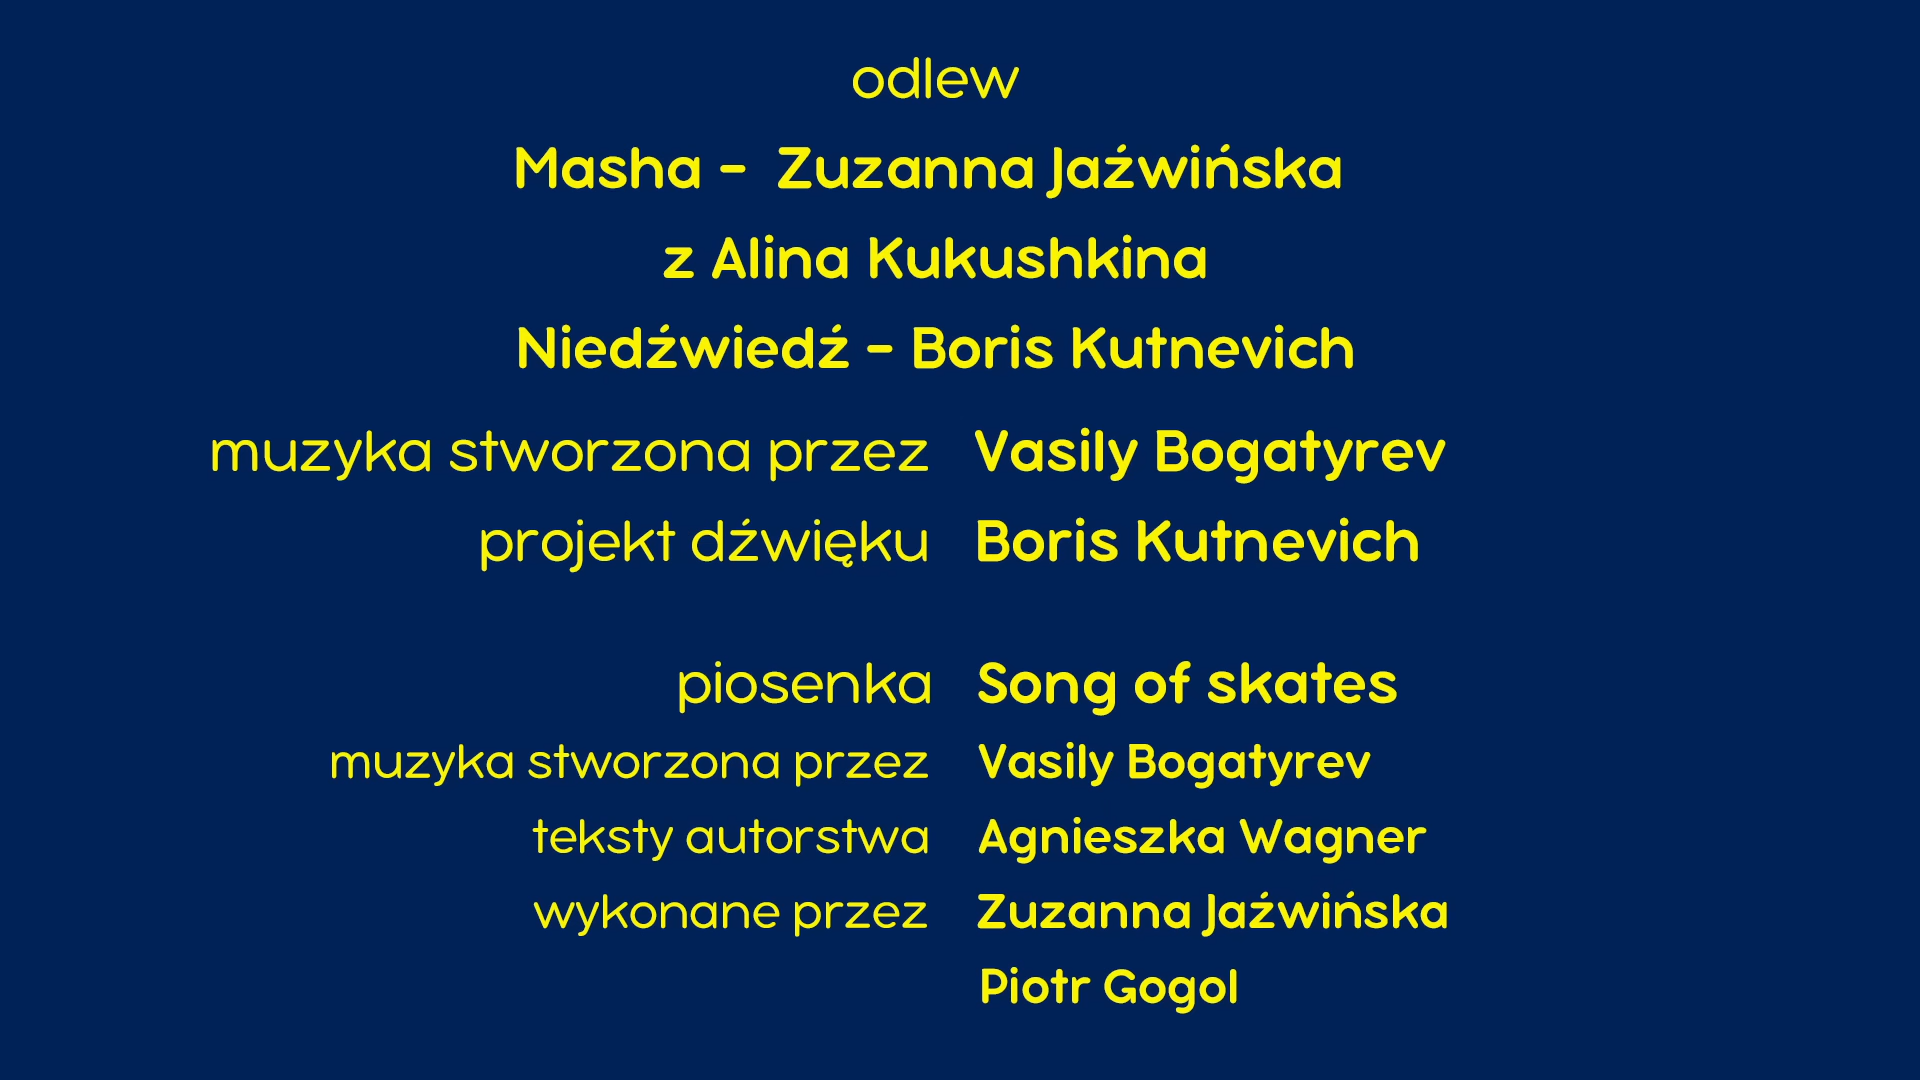 odlew
Masha - Zuzanna Jaźwińska
z Alina Kukushkina
Niedźwiedź - Boris Kutnevich
muzyka stworzona przez Vasily Bogatyrev
projekt dźwięku Boris Kutnevich
piosenka Song of skates
muzyka stworzona przez Vasily Bogatyrev
teksty autorstwa Agnieszka Wagner
wykonane przez Zuzanna Jaźwińska
Piotr Gogol